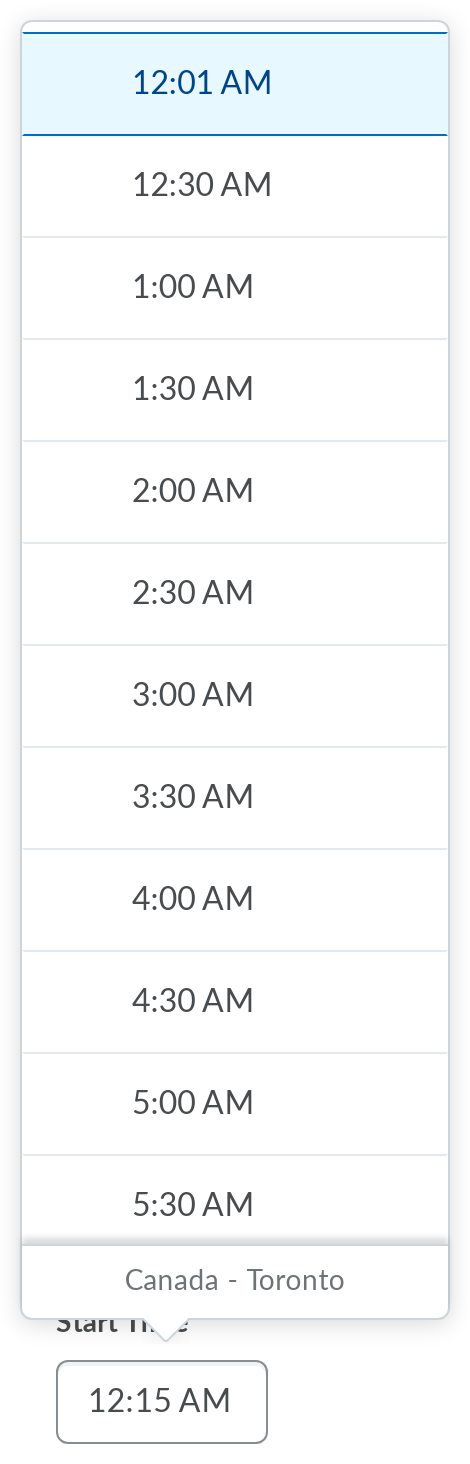 12:01 AM
12:30 AM
1:00 AM
1:30 AM
2:00 AM
2:30 AM
3:00 AM
3:30 AM
4:00 AM
4:30 AM
5:00 AM
5:30 AM
Canada - Toronto
Start Time
12:15 AM